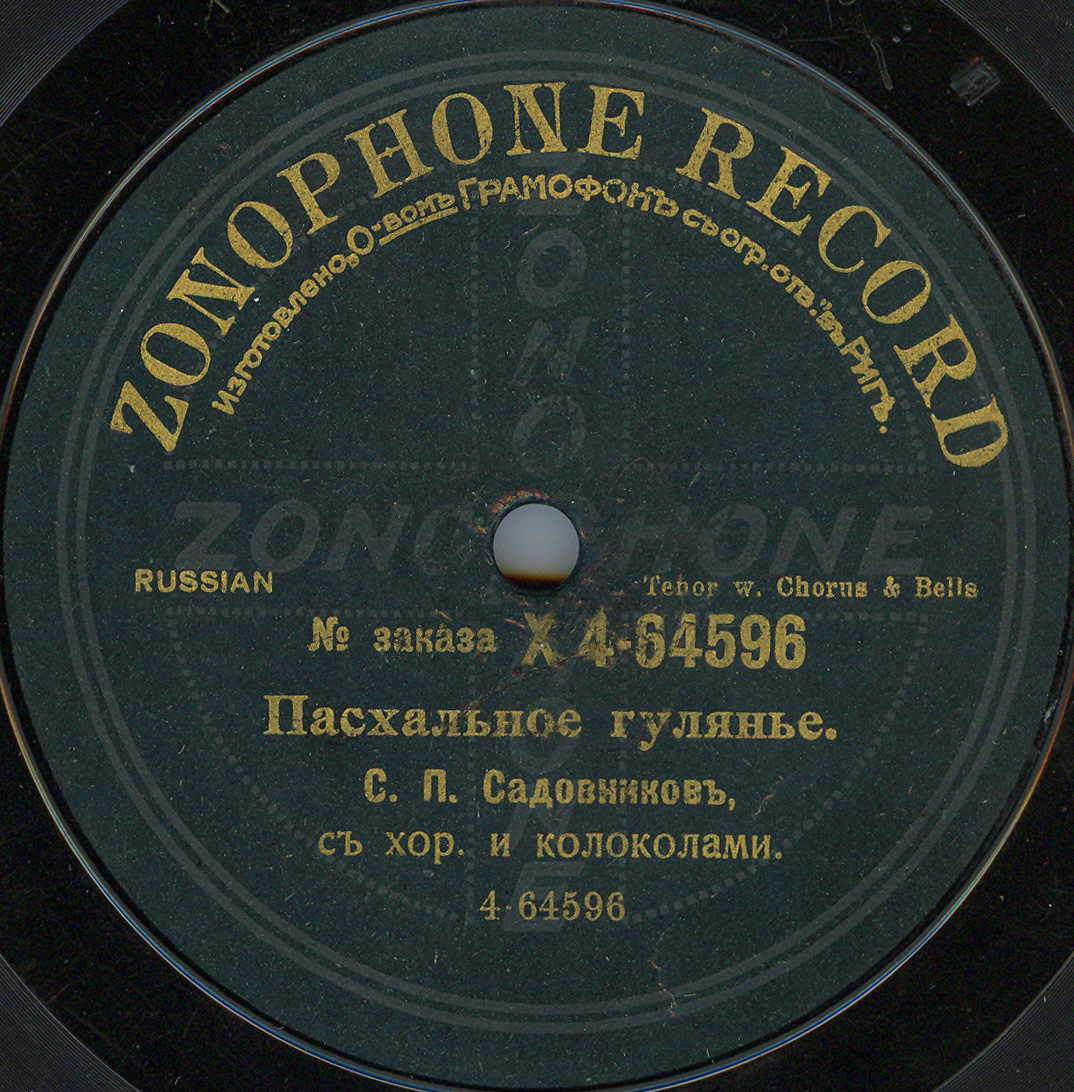 ZONOPHONE RECORD
Изготовлено „О-вомъ ГРАМОФОНЪ съ огр. отв.“ въ Ригѣ.
ZONOPHONE
ZONOPHONE
RUSSIAN
Tenor w. Chorus & Bells
№ заказа X 4-64596
Пасхальное гулянье.
С. П. Садовниковъ,
съ хор. и колоколами.
4-64596